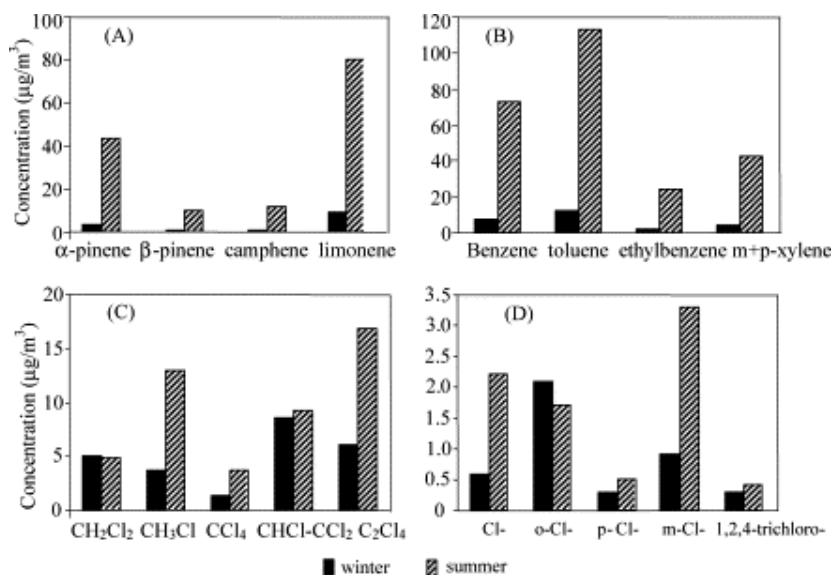 Concentration (µg/m³)
(A)
100
80
60
40
20
0
α-pinene β-pinene camphene limonene
(B)
120
100
80
60
40
20
0
Benzene toluene ethylbenzene m+p-xylene
Concentration (µg/m³)
(C)
20
15
10
5
0
CH₂Cl₂ CH₃Cl CCl₄ CHCl-CCl₂ C₂Cl₄
(D)
3.5
3.0
2.5
2.0
1.5
1.0
0.5
0
Cl- o-Cl- p-Cl- m-Cl- 1,2,4-trichloro-
winter summer